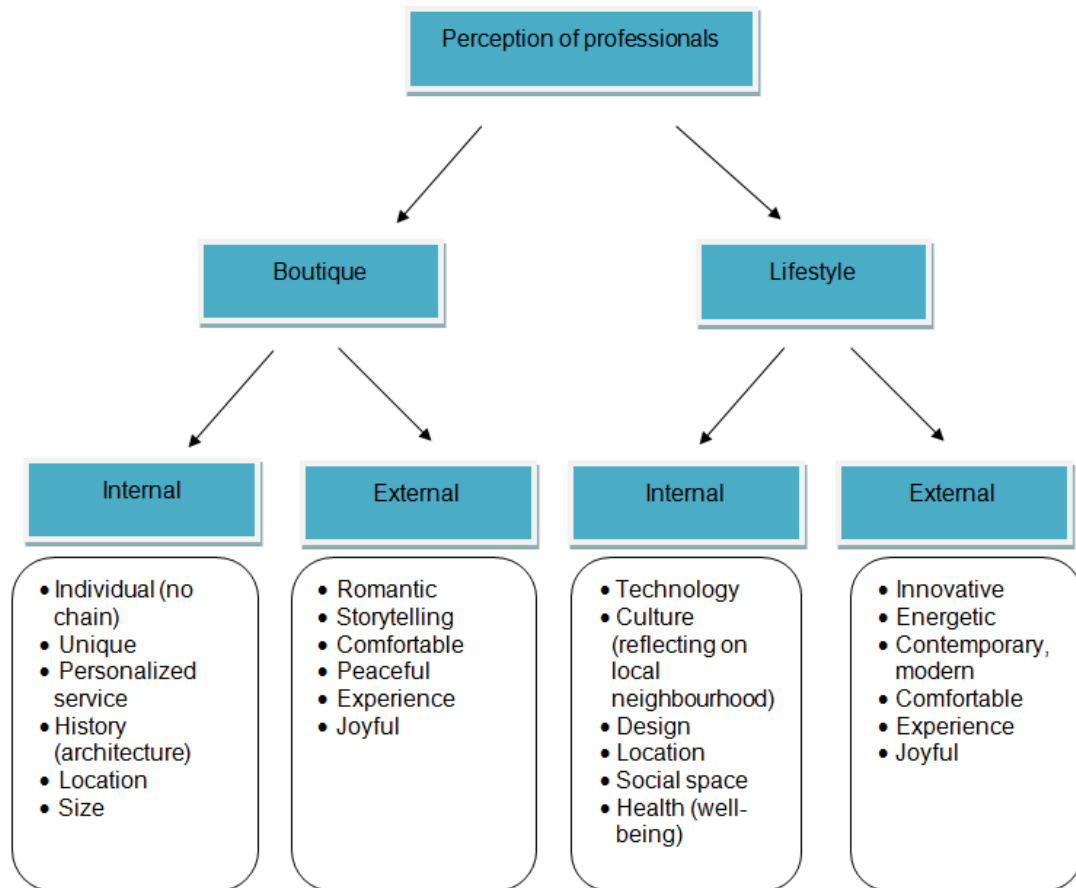 Perception of professionals
Boutique
Lifestyle
Internal
External
Internal
External
• Individual (no
chain)
• Unique
• Personalized
service
• History
(architecture)
• Location
• Size
• Romantic
• Storytelling
• Comfortable
• Peaceful
• Experience
• Joyful
• Technology
• Culture
(reflecting on
local
neighbourhood)
• Design
• Location
• Social space
• Health (well-
being)
• Innovative
• Energetic
• Contemporary,
modern
• Comfortable
• Experience
• Joyful